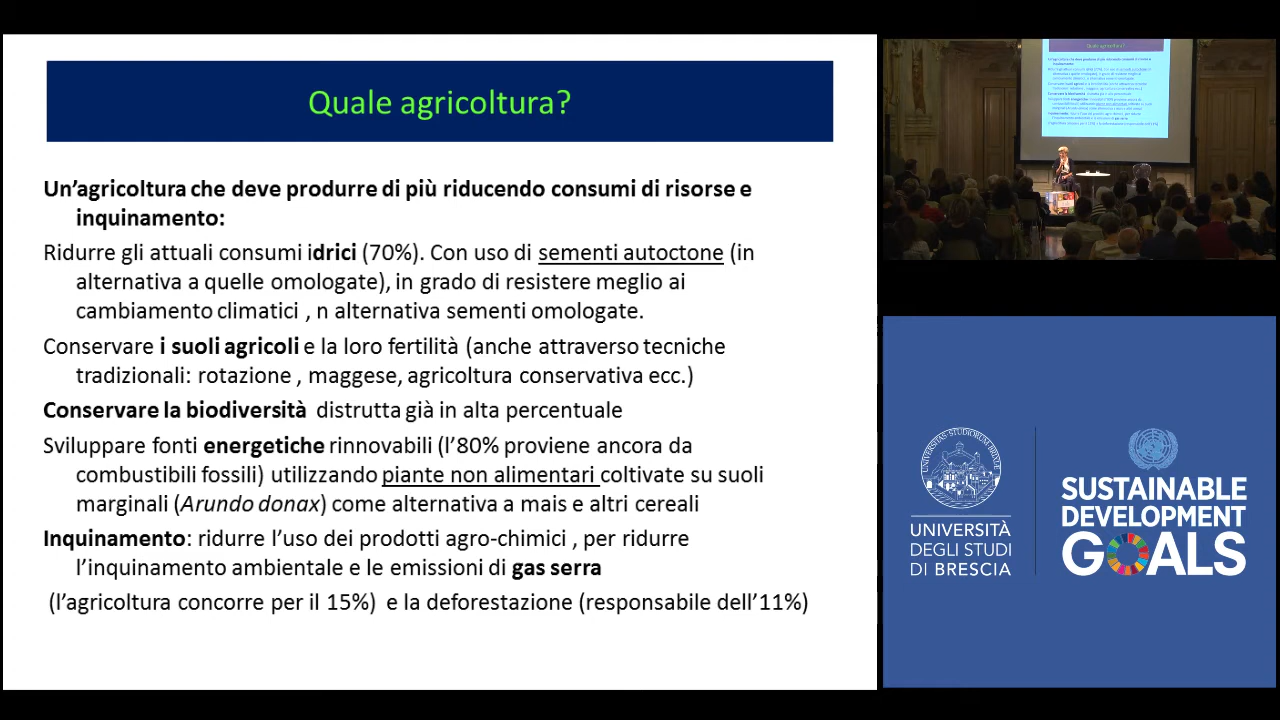 Quale agricoltura?
Un'agricoltura che deve produrre di più riducendo consumi di risorse e
inquinamento:
Ridurre gli attuali consumi idrici (70%). Con uso di sementi autoctone (in
alternativa a quelle omologate), in grado di resistere meglio ai
cambiamento climatici , n alternativa sementi omologate.
Conservare i suoli agricoli e la loro fertilità (anche attraverso tecniche
tradizionali: rotazione , maggese, agricoltura conservativa ecc.)
Conservare la biodiversità distrutta già in alta percentuale
Sviluppare fonti energetiche rinnovabili (l'80% proviene ancora da
combustibili fossili) utilizzando piante non alimentari coltivate su suoli
marginali (Arundo donax) come alternativa a mais e altri cereali
Inquinamento: ridurre l'uso dei prodotti agro-chimici , per ridurre
l'inquinamento ambientale e le emissioni di gas serra
(l'agricoltura concorre per il 15%) e la deforestazione (responsabile dell'11%)
Quale agricoltura?
UNIVERSITÀ
DEGLI STUDI
DI BRESCIA
SUSTAINABLE
DEVELOPMENT
GOALS